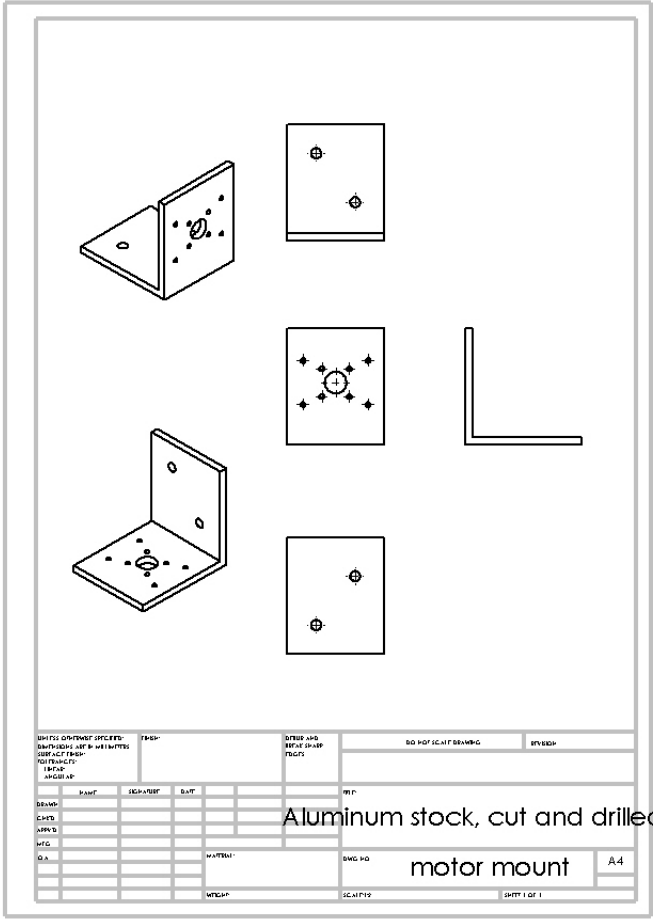 UNLESS OTHERWISE SPECIFIED:
DIMENSIONS ARE IN MILLIMETERS
SURFACE FINISH:
TOLERANCES:
LINEAR:
ANGULAR:
FINISH:
DEBUR AND
BREAK SHARP
EDGES
DO NOT SCALE DRAWING
REVISION
NAME
SIGNATURE
DATE
TITLE:
DRAWN
CHK'D
APPV'D
MFG
Q.A
Aluminum stock, cut and drilled
MATERIAL:
DWG NO.
motor mount
A4
WEIGHT:
SCALE:1:2
SHEET 1 OF 1